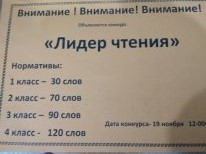 Внимание ! Внимание! Внимание!
Объявляется конкурс
«Лидер чтения»
Нормативы:
1 класс – 30 слов
2 класс – 70 слов
3 класс – 90 слов
Дата конкурса- 19 ноября 12-00
4 класс - 120 слов